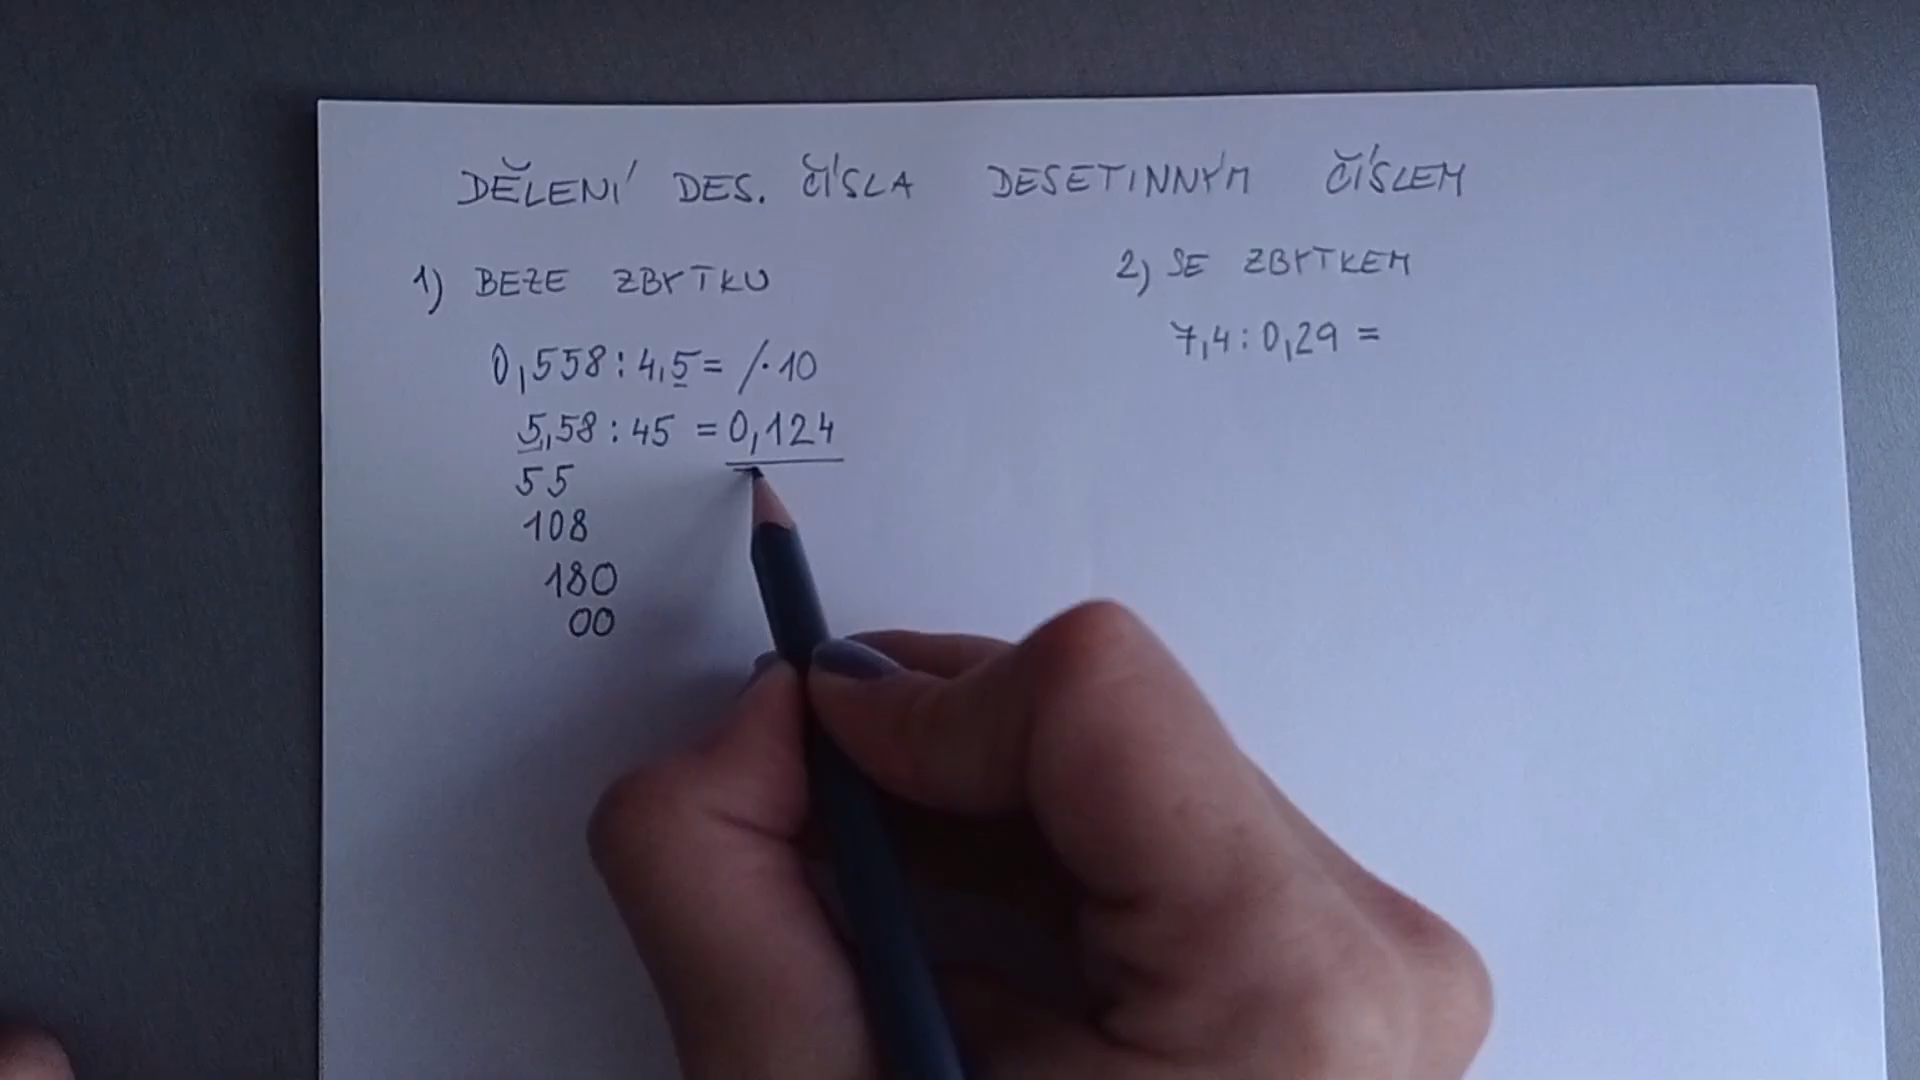 DĚLENÍ DES. ČÍSLA DESETINNÝM ČÍSLEM
1) BEZE ZBYTKU
0,558 : 4,5 = /·10
5,58 : 45 = 0,124
55
108
180
00
2) SE ZBYTKEM
7,4 : 0,29 =